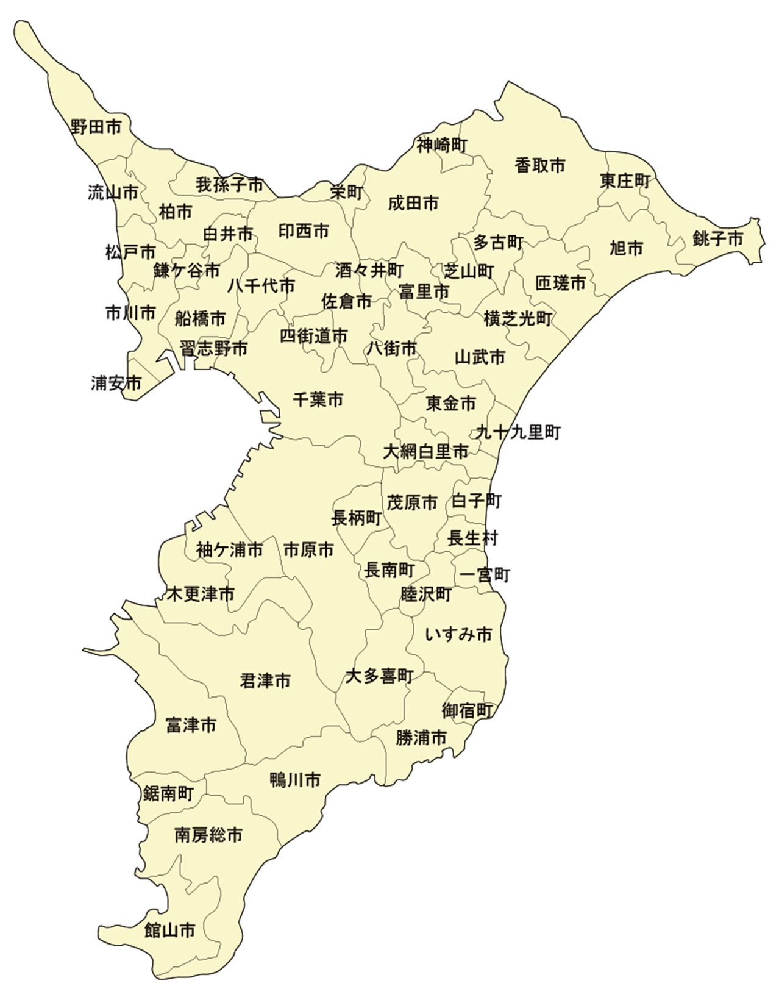 野田市
神崎町
香取市
東庄町
我孫子市
流山市
栄町
成田市
柏市
印西市
白井市
多古町
銚子市
旭市
松戸市
鎌ケ谷市
酒々井町
芝山町
八千代市
富里市
匝瑳市
佐倉市
市川市
船橋市
横芝光町
四街道市
習志野市
八街市
山武市
浦安市
千葉市
東金市
九十九里町
大網白里市
茂原市
白子町
長柄町
長生村
袖ケ浦市
市原市
長南町
一宮町
木更津市
睦沢町
いすみ市
君津市
大多喜町
御宿町
富津市
勝浦市
鴨川市
鋸南町
南房総市
館山市